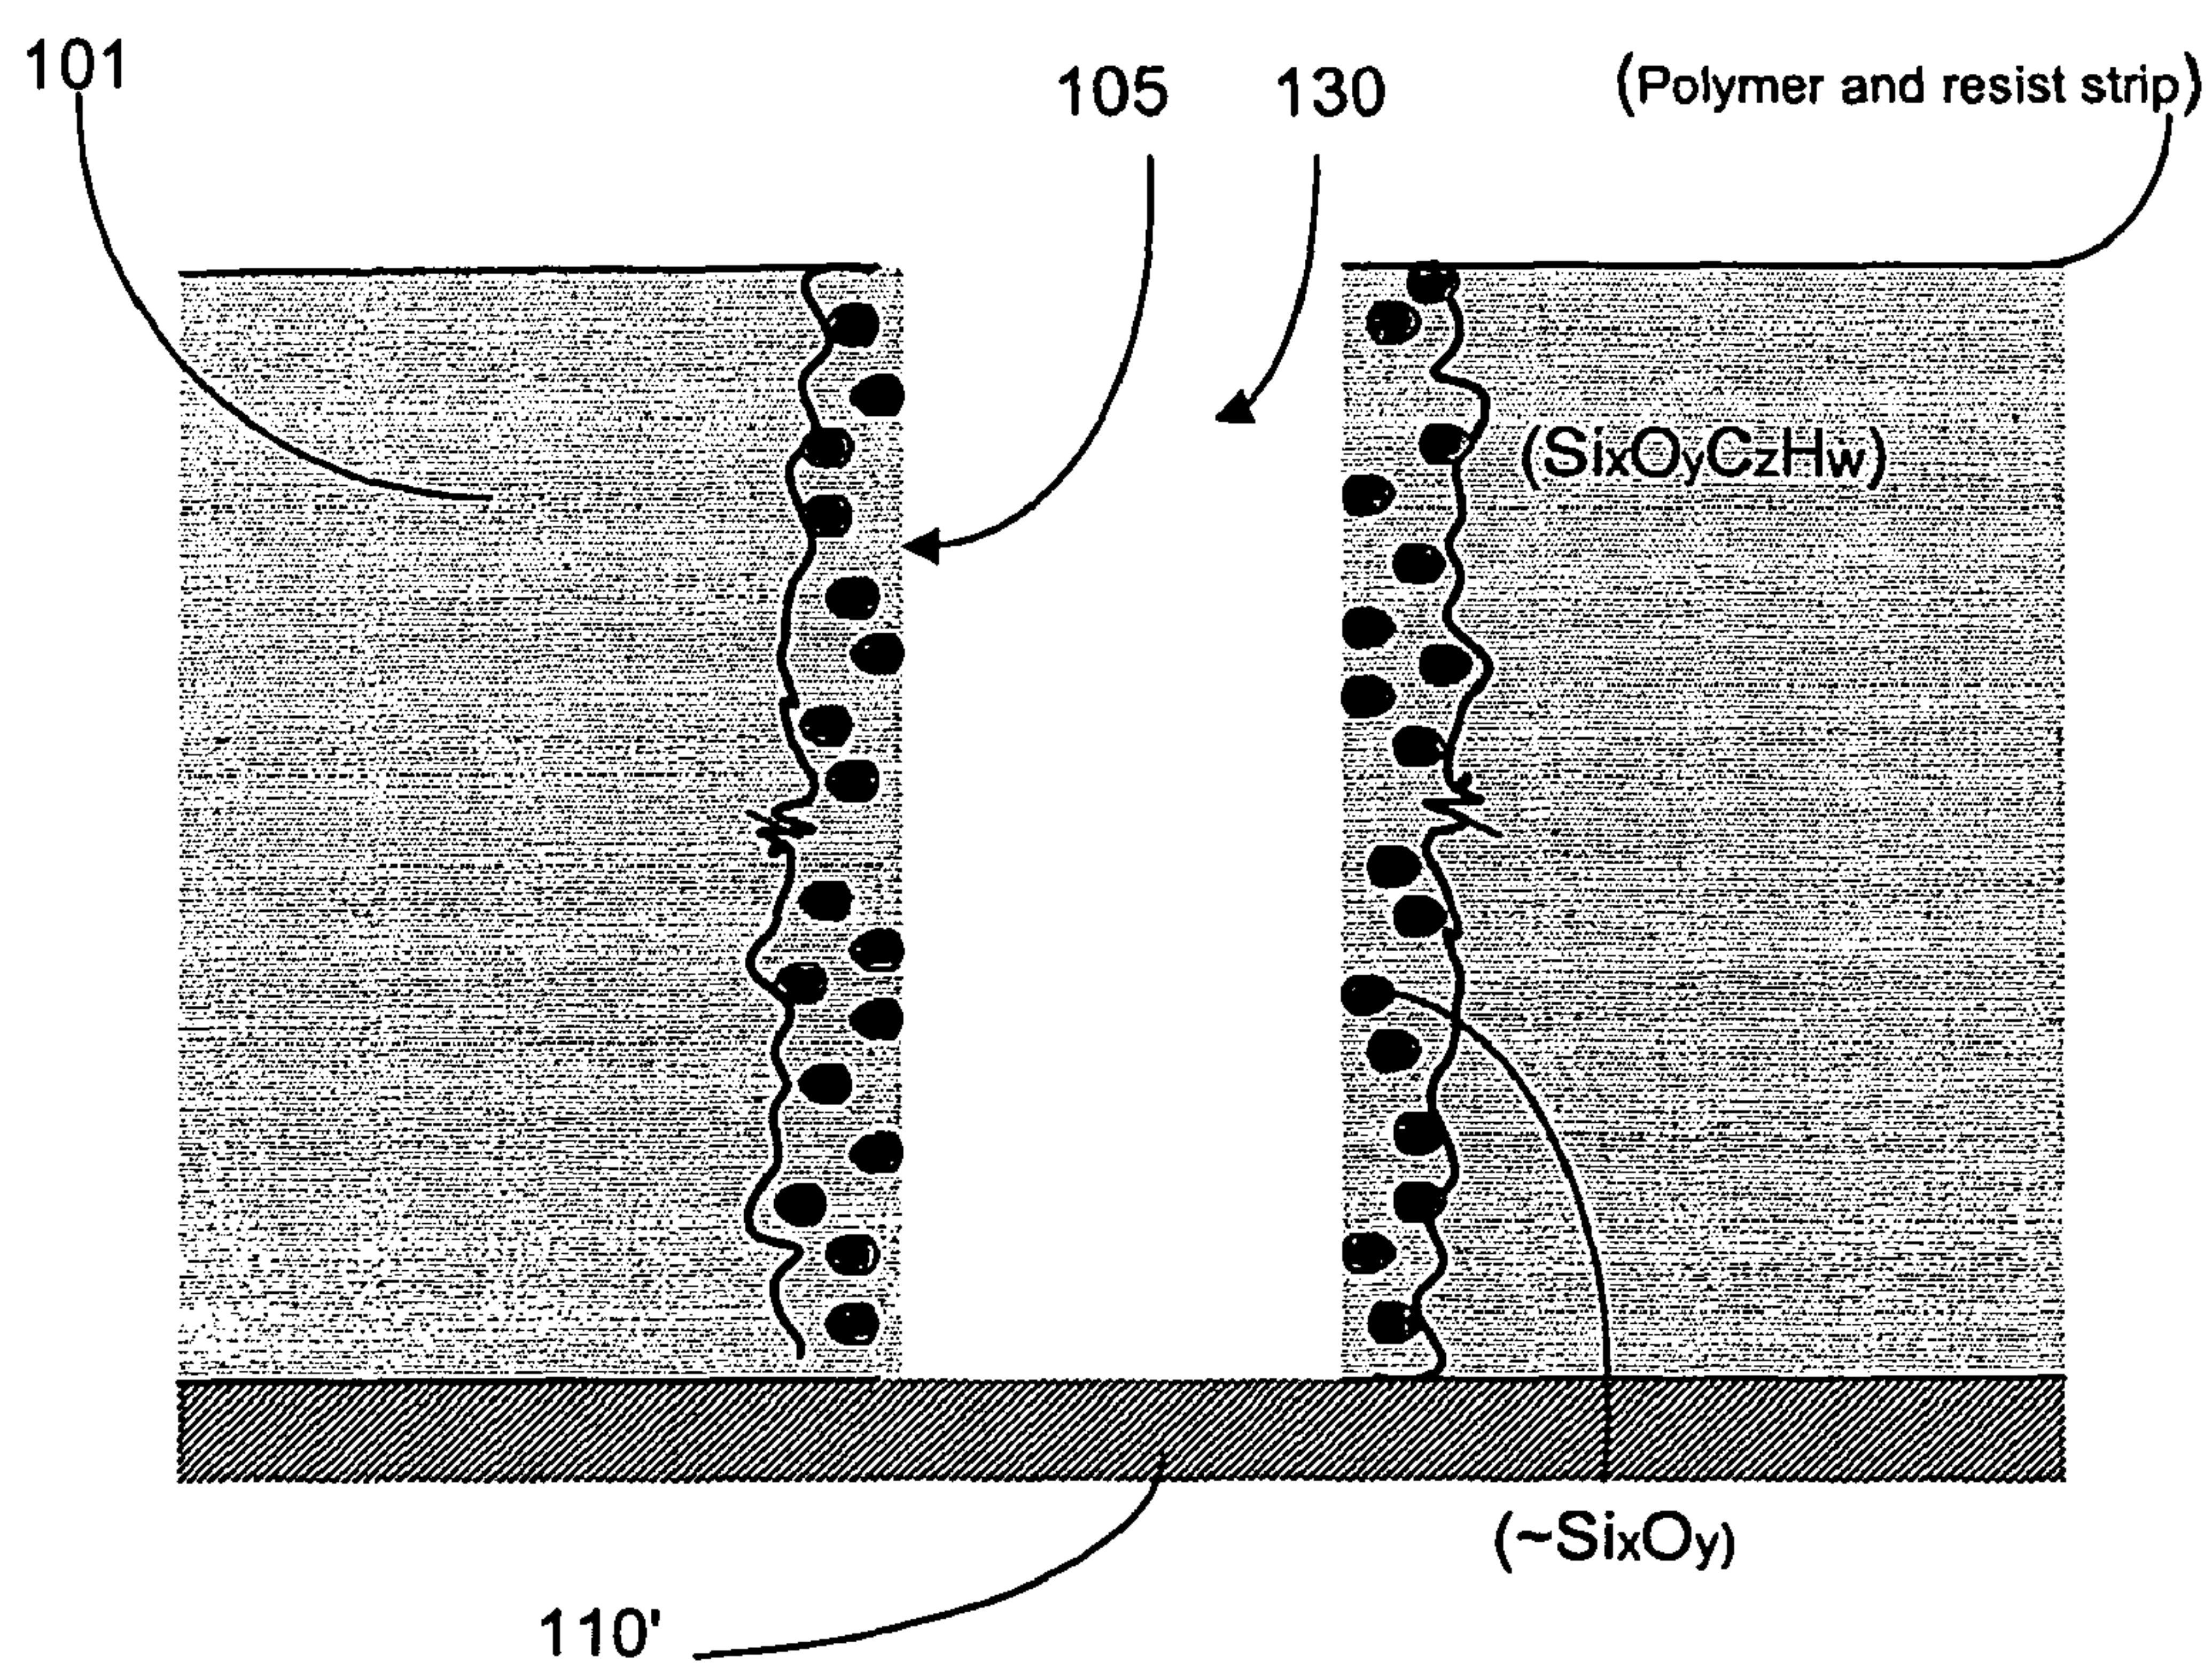 101
105
130
(Polymer and resist strip)
(SixOyCzHw)
(~SixOy)
110'